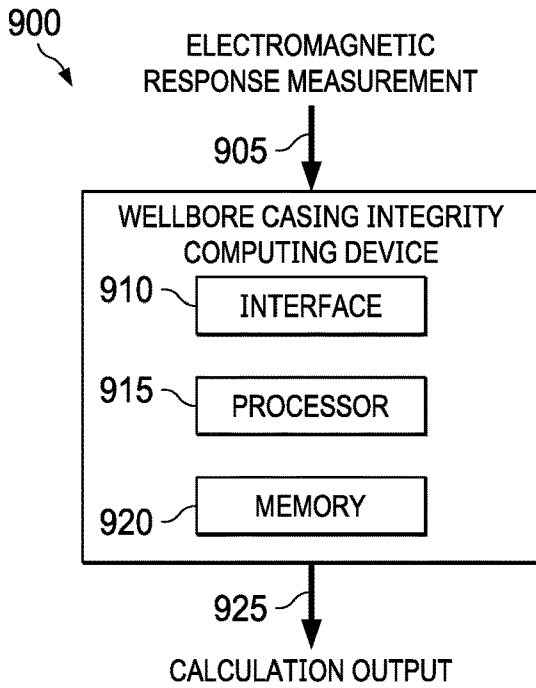 900
ELECTROMAGNETIC
RESPONSE MEASUREMENT
905
WELLBORE CASING INTEGRITY
COMPUTING DEVICE
910
INTERFACE
915
PROCESSOR
920
MEMORY
925
CALCULATION OUTPUT